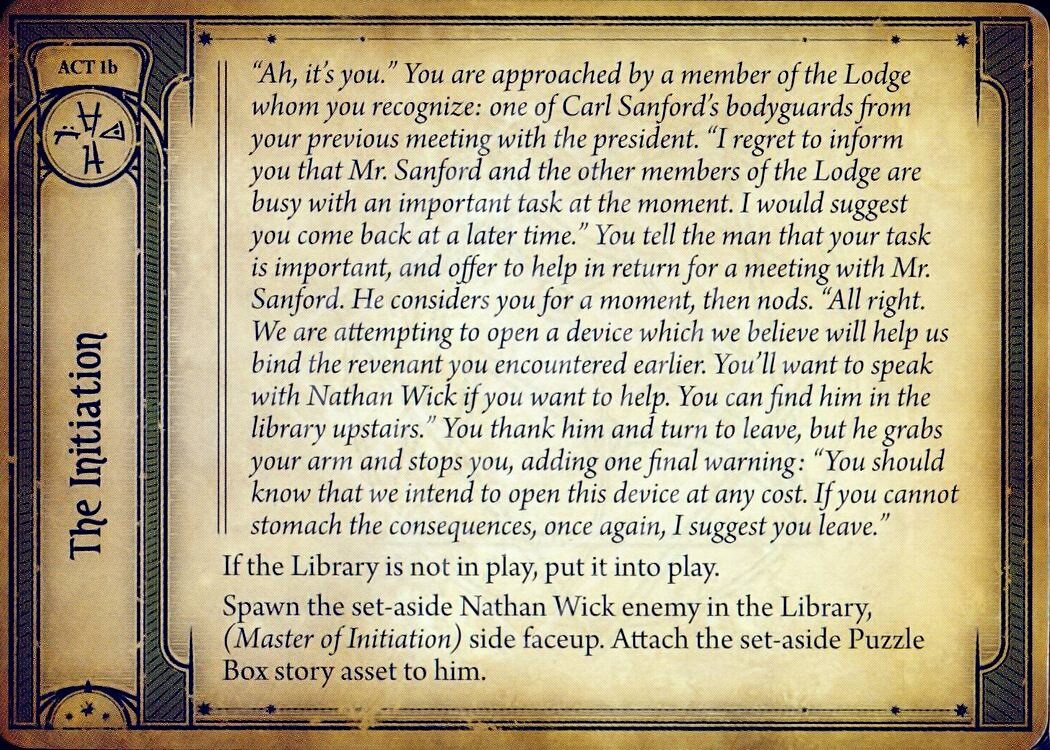 ACT 1b
The Initiation
“Ah, it’s you.” You are approached by a member of the Lodge
whom you recognize: one of Carl Sanford’s bodyguards from
your previous meeting with the president. “I regret to inform
you that Mr. Sanford and the other members of the Lodge are
busy with an important task at the moment. I would suggest
you come back at a later time.” You tell the man that your task
is important, and offer to help in return for a meeting with Mr.
Sanford. He considers you for a moment, then nods. “All right.
We are attempting to open a device which we believe will help us
bind the revenant you encountered earlier. You’ll want to speak
with Nathan Wick if you want to help. You can find him in the
library upstairs.” You thank him and turn to leave, but he grabs
your arm and stops you, adding one final warning: “You should
know that we intend to open this device at any cost. If you cannot
stomach the consequences, once again, I suggest you leave.”
If the Library is not in play, put it into play.
Spawn the set-aside Nathan Wick enemy in the Library,
(Master of Initiation) side faceup. Attach the set-aside Puzzle
Box story asset to him.